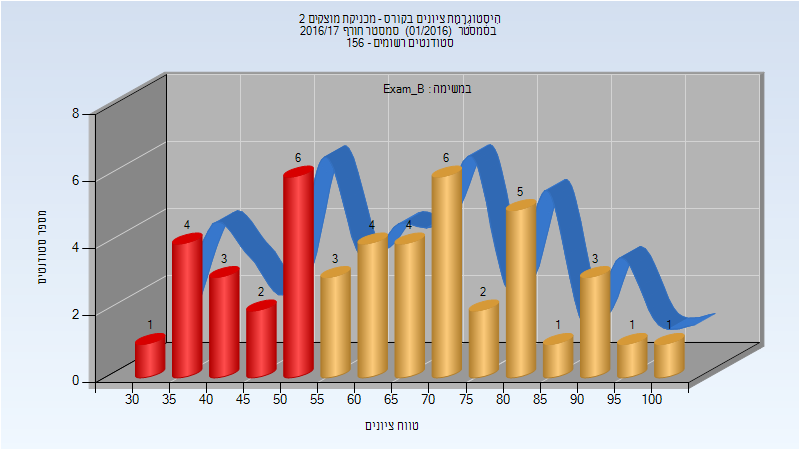 היסטוגרמת ציונים בקורס - מכניקת מוצקים 2
בסמסטר (01/2016) סמסטר חורף 2016/17
סטודנטים רשומים - 156
במשימה : Exam_B
מספר סטודנטים
8
6
4
2
0
1
4
3
2
6
3
4
4
6
2
5
1
3
1
1
30 35 40 45 50 55 60 65 70 75 80 85 90 95 100
טווח ציונים